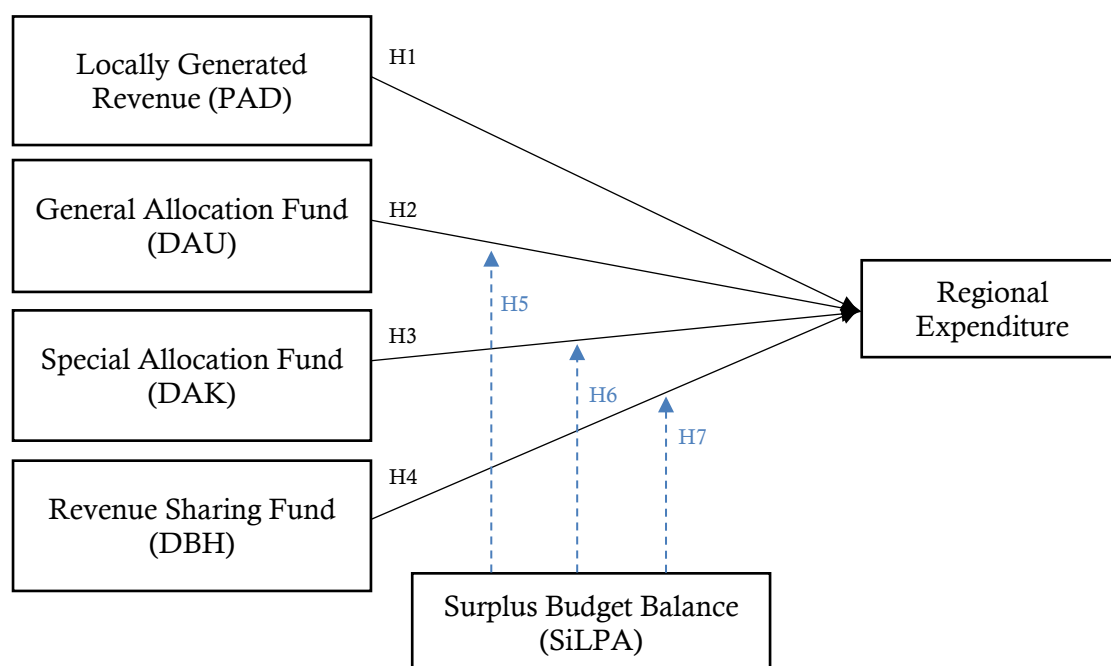 Locally Generated
Revenue (PAD)
H1
General Allocation Fund
(DAU)
H2
H5
Regional
Expenditure
Special Allocation Fund
(DAK)
H3
H6
H7
Revenue Sharing Fund
(DBH)
H4
Surplus Budget Balance
(SiLPA)